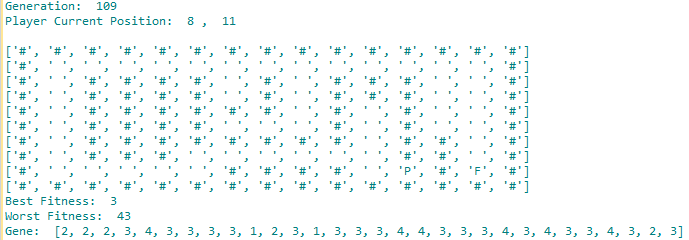 Generation:  109
Player Current Position:  8 ,  11
['#', '#', '#', '#', '#', '#', '#', '#', '#', '#', '#', '#', '#', '#', '#']
['#', ' ', ' ', ' ', ' ', ' ', ' ', ' ', ' ', ' ', ' ', ' ', ' ', ' ', '#']
['#', ' ', '#', '#', '#', '#', ' ', '#', ' ', '#', '#', '#', ' ', ' ', '#']
['#', ' ', '#', '#', '#', '#', ' ', '#', ' ', '#', '#', '#', ' ', ' ', '#']
['#', ' ', '#', '#', '#', '#', '#', '#', ' ', '#', ' ', '#', ' ', ' ', '#']
['#', ' ', '#', '#', '#', '#', ' ', ' ', ' ', '#', ' ', '#', ' ', ' ', '#']
['#', ' ', '#', '#', '#', '#', '#', '#', '#', '#', ' ', '#', '#', ' ', '#']
['#', ' ', '#', '#', '#', ' ', ' ', ' ', ' ', ' ', ' ', '#', '#', ' ', '#']
['#', ' ', ' ', ' ', ' ', ' ', '#', '#', '#', '#', ' ', 'P', '#', 'F', '#']
['#', '#', '#', '#', '#', '#', '#', '#', '#', '#', '#', '#', '#', '#', '#']
Best Fitness:  3
Worst Fitness:  43
Gene:  [2, 2, 2, 3, 4, 3, 3, 3, 3, 1, 2, 3, 1, 3, 3, 3, 4, 4, 3, 3, 3, 4, 3, 4, 3, 3, 4, 3, 2, 3]